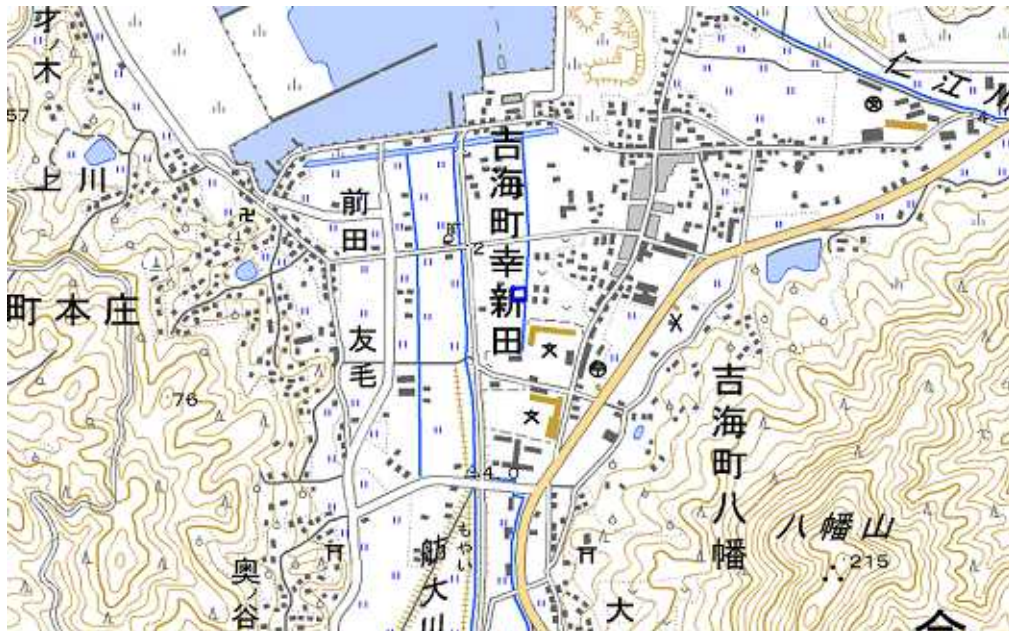 才ノ木
仁江川
57
上川
前田
吉海町幸新田
2
町本庄
友毛
76
吉海町八幡
4.0
八幡山
215
もやい
舫大川
奥ノ谷
大